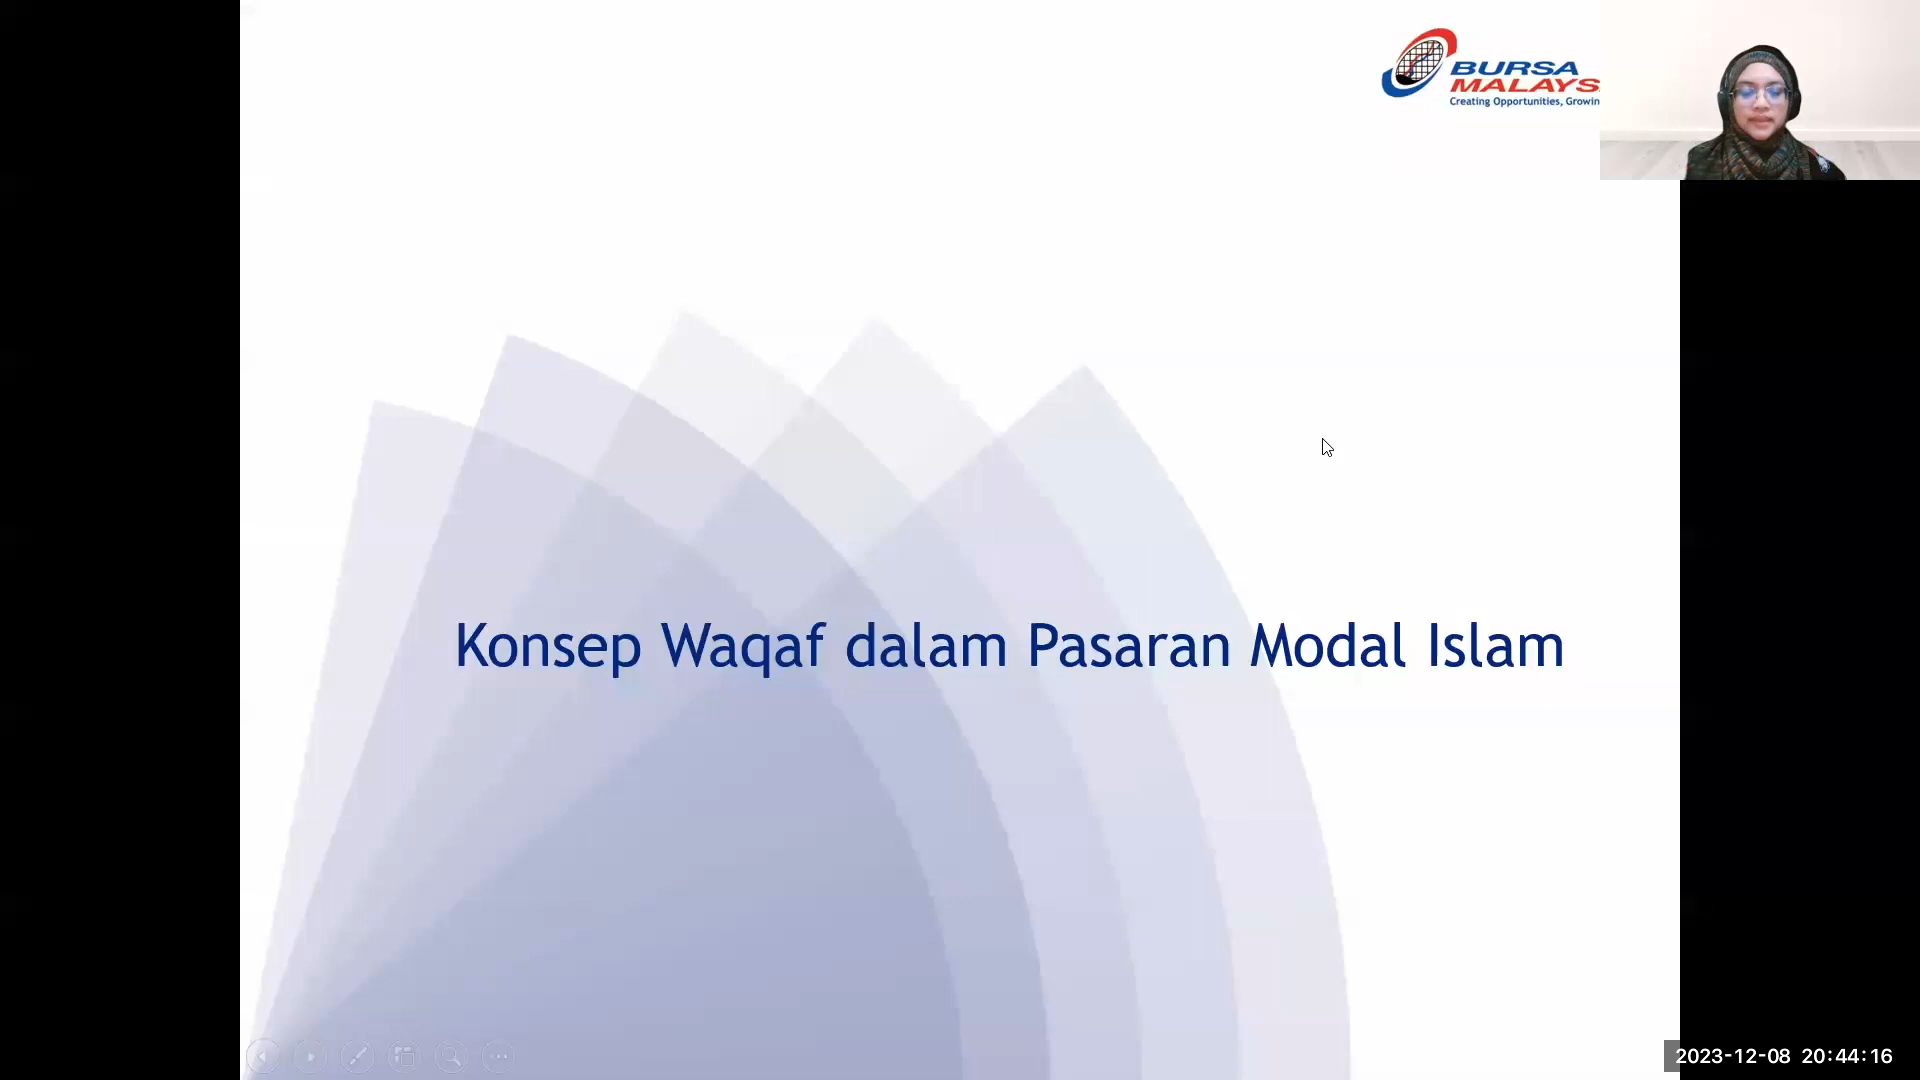 BURSA
MALAYS
Creating Opportunities, Growin
Konsep Waqaf dalam Pasaran Modal Islam
2023-12-08 20:44:16